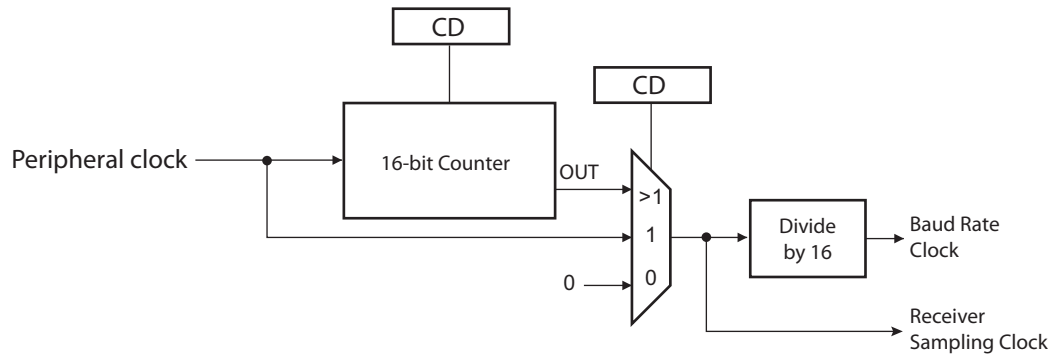 CD
CD
Peripheral clock
16-bit Counter
OUT
>1
1
0
0
Divide
by 16
Baud Rate
Clock
Receiver
Sampling Clock